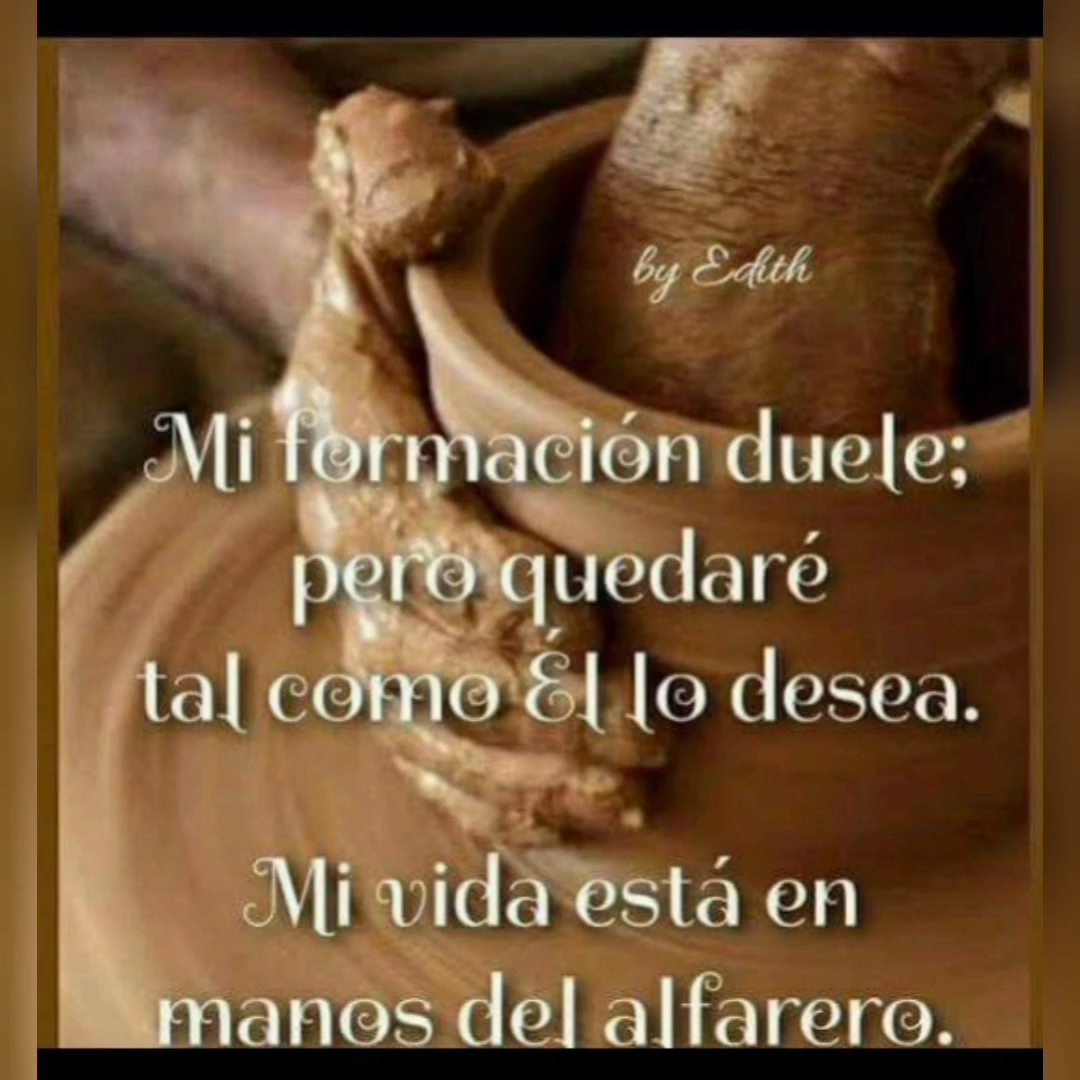 by Edith
Mi formación duele;
pero quedaré
tal como Él lo desea.
Mi vida está en
manos del alfarero.